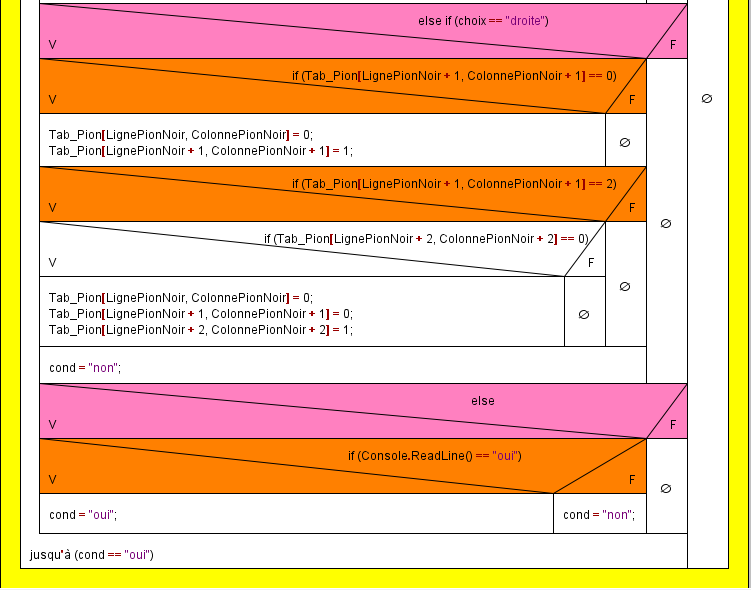 else if (choix == "droite")
V
F
if (Tab_Pion[LignePionNoir + 1, ColonnePionNoir + 1] == 0)
V
F
∅
Tab_Pion[LignePionNoir, ColonnePionNoir] = 0;
Tab_Pion[LignePionNoir + 1, ColonnePionNoir + 1] = 1;
∅
if (Tab_Pion[LignePionNoir + 1, ColonnePionNoir + 1] == 2)
V
F
∅
if (Tab_Pion[LignePionNoir + 2, ColonnePionNoir + 2] == 0)
V
F
∅
Tab_Pion[LignePionNoir, ColonnePionNoir] = 0;
Tab_Pion[LignePionNoir + 1, ColonnePionNoir + 1] = 0;
Tab_Pion[LignePionNoir + 2, ColonnePionNoir + 2] = 1;
∅
cond = "non";
else
V
F
if (Console.ReadLine() == "oui")
V
F
∅
cond = "oui";
cond = "non";
jusqu'à (cond == "oui")